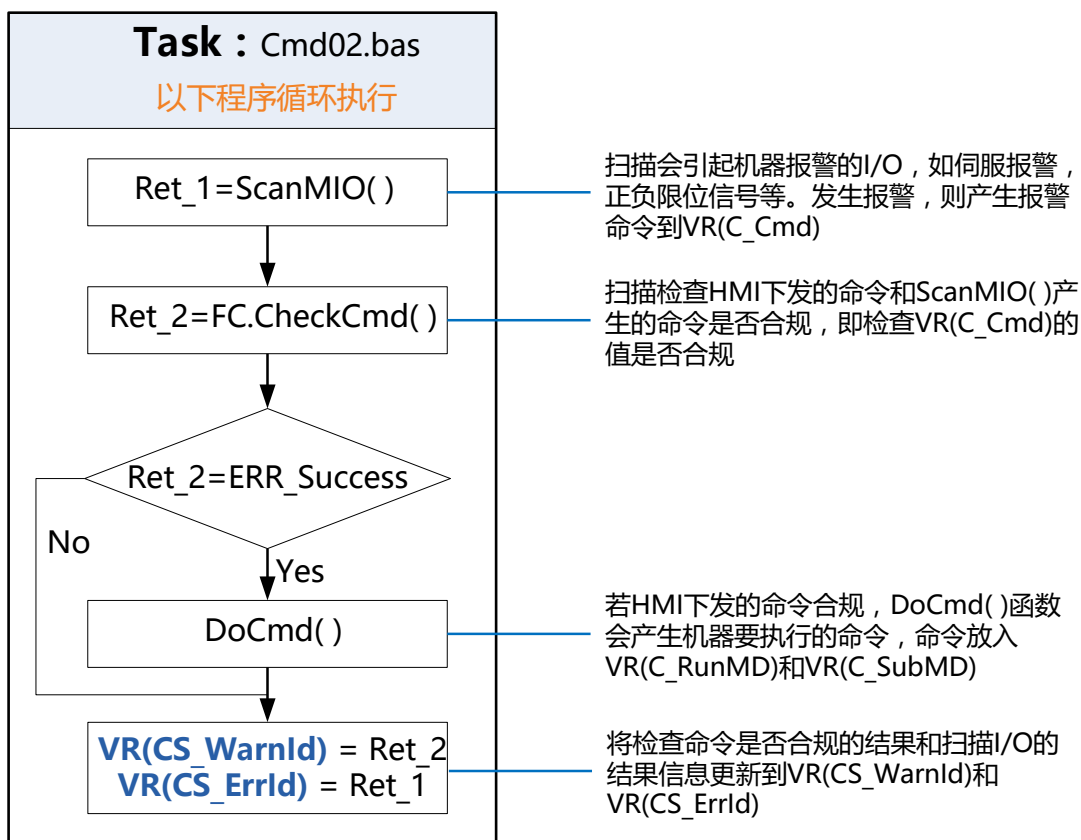 Task：Cmd02.bas
以下程序循环执行
Ret_1=ScanMIO( )
扫描会引起机器报警的I/O，如伺服报警，
正负限位信号等。发生报警，则产生报警
命令到VR(C_Cmd)
Ret_2=FC.CheckCmd( )
扫描检查HMI下发的命令和ScanMIO( )产
生的命令是否合规，即检查VR(C_Cmd)的
值是否合规
Ret_2=ERR_Success
No
Yes
DoCmd( )
若HMI下发的命令合规，DoCmd( )函数
会产生机器要执行的命令，命令放入
VR(C_RunMD)和VR(C_SubMD)
VR(CS_WarnId) = Ret_2
VR(CS_ErrId) = Ret_1
将检查命令是否合规的结果和扫描I/O的
结果信息更新到VR(CS_WarnId)和
VR(CS_ErrId)